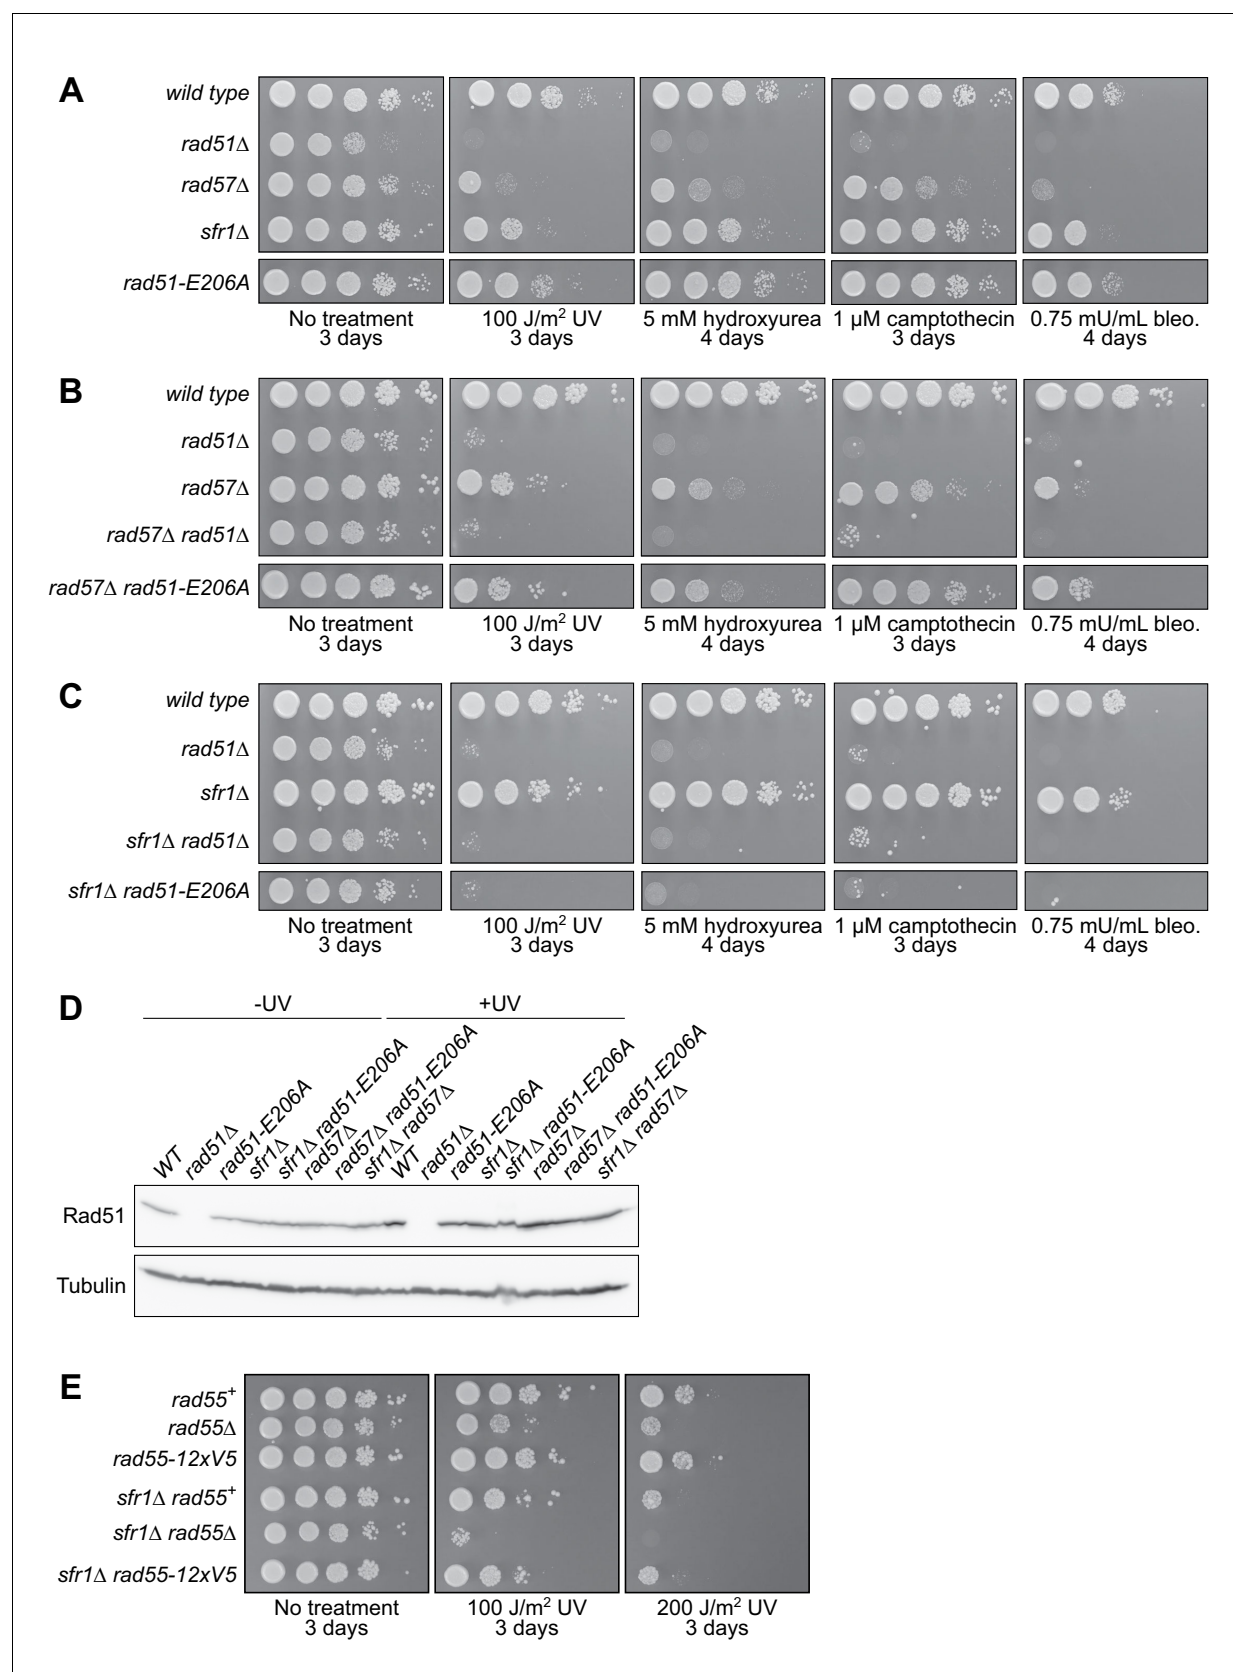 A
wild type
rad51Δ
rad57Δ
sfr1Δ
rad51-E206A
No treatment
3 days
100 J/m² UV
3 days
5 mM hydroxyurea
4 days
1 µM camptothecin
3 days
0.75 mU/mL bleo.
4 days
B
wild type
rad51Δ
rad57Δ
rad57Δ rad51Δ
rad57Δ rad51-E206A
No treatment
3 days
100 J/m² UV
3 days
5 mM hydroxyurea
4 days
1 µM camptothecin
3 days
0.75 mU/mL bleo.
4 days
C
wild type
rad51Δ
sfr1Δ
sfr1Δ rad51Δ
sfr1Δ rad51-E206A
No treatment
3 days
100 J/m² UV
3 days
5 mM hydroxyurea
4 days
1 µM camptothecin
3 days
0.75 mU/mL bleo.
4 days
D
-UV
+UV
WT
rad51Δ
rad51-E206A
sfr1Δ
sfr1Δ rad51-E206A
rad57Δ
rad57Δ rad51-E206A
sfr1Δ rad57Δ
WT
rad51Δ
rad51-E206A
sfr1Δ
sfr1Δ rad51-E206A
rad57Δ
rad57Δ rad51-E206A
sfr1Δ rad57Δ
Rad51
Tubulin
E
rad55⁺
rad55Δ
rad55-12xV5
sfr1Δ rad55⁺
sfr1Δ rad55Δ
sfr1Δ rad55-12xV5
No treatment
3 days
100 J/m² UV
3 days
200 J/m² UV
3 days